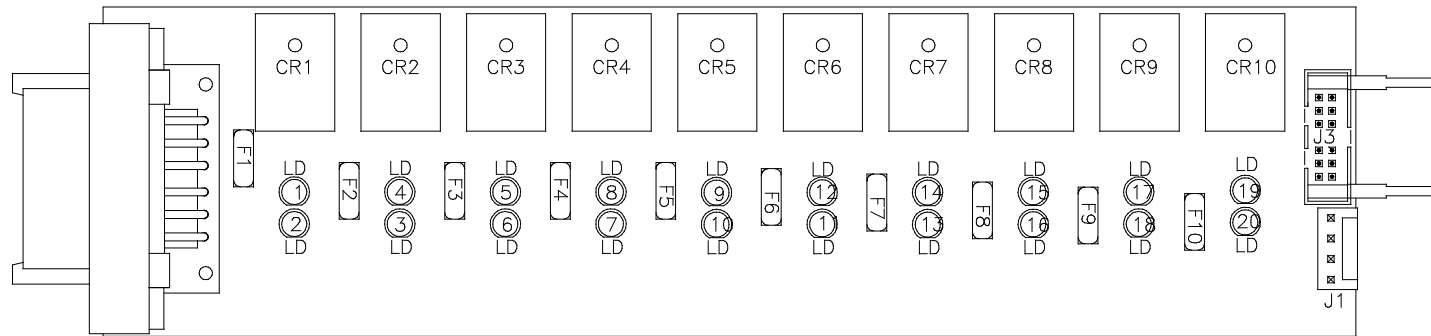 CR1 CR2 CR3 CR4 CR5 CR6 CR7 CR8 CR9 CR10
J3
F1 F2 F3 F4 F5 F6 F7 F8 F9 F10
LD LD LD LD LD LD LD LD LD LD
1 4 5 8 9 12 14 15 17 19
2 3 6 7 10 11 13 16 18 20
LD LD LD LD LD LD LD LD LD LD
J1